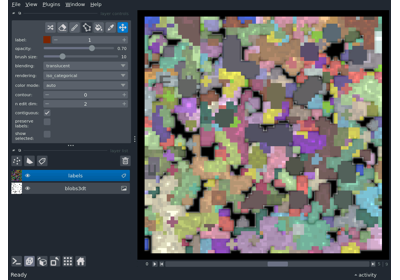 File View Plugins Window Help
label: 1
opacity: 0.70
brush size: 10
blending: translucent
rendering: iso_categorical
color mode: auto
contour: 0
n edit dim: 2
contiguous:
preserve labels:
show selected:
labels
blobs3dt
Ready
activity